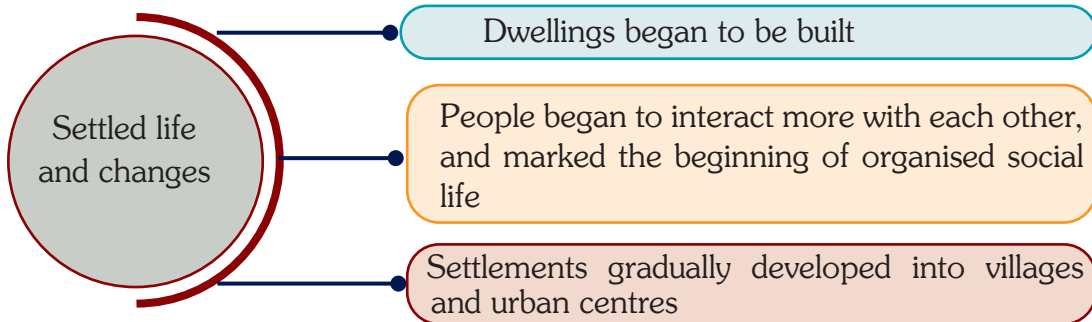 Settled life
and changes
Dwellings began to be built
People began to interact more with each other,
and marked the beginning of organised social
life
Settlements gradually developed into villages
and urban centres